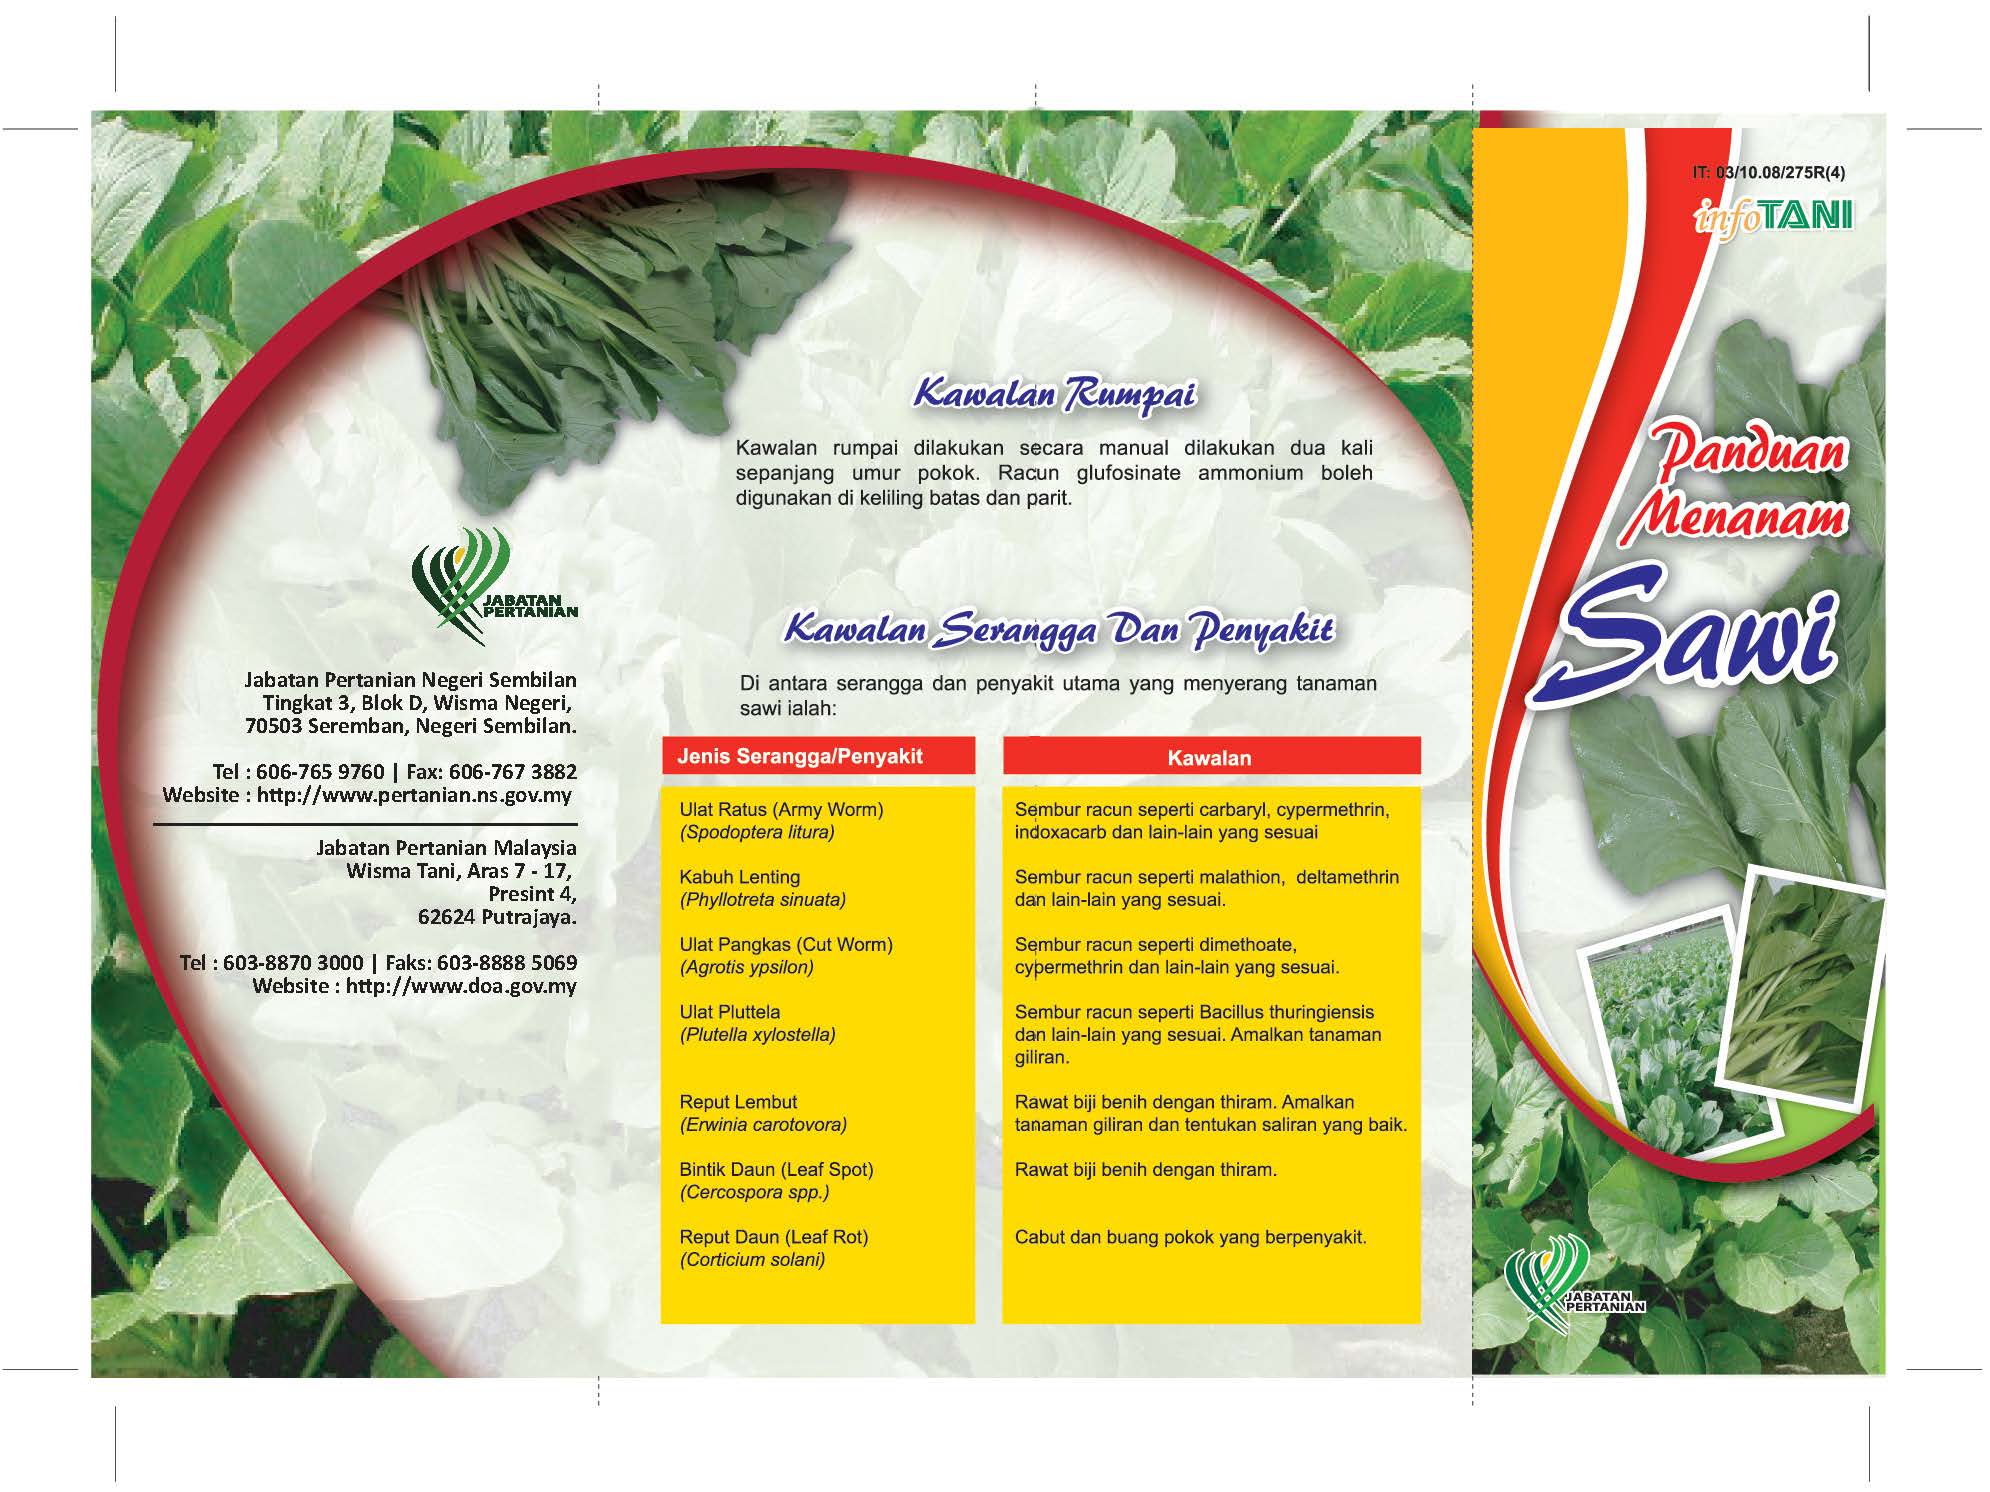 JABATAN
PERTANIAN
Jabatan Pertanian Negeri Sembilan
Tingkat 3, Blok D, Wisma Negeri,
70503 Seremban, Negeri Sembilan.
Tel : 606-765 9760 | Fax: 606-767 3882
Website : http://www.pertanian.ns.gov.my
Jabatan Pertanian Malaysia
Wisma Tani, Aras 7 - 17,
Presint 4,
62624 Putrajaya.
Tel : 603-8870 3000 | Faks: 603-8888 5069
Website : http://www.doa.gov.my
Kawalan Rumpai
Kawalan rumpai dilakukan secara manual dilakukan dua kali
sepanjang umur pokok. Racun glufosinate ammonium boleh
digunakan di keliling batas dan parit.
Kawalan Serangga Dan Penyakit
Di antara serangga dan penyakit utama yang menyerang tanaman
sawi ialah:
Jenis Serangga/Penyakit
Kawalan
Ulat Ratus (Army Worm)
(Spodoptera litura)
Sembur racun seperti carbaryl, cypermethrin,
indoxacarb dan lain-lain yang sesuai
Kabuh Lenting
(Phyllotreta sinuata)
Sembur racun seperti malathion, deltamethrin
dan lain-lain yang sesuai.
Ulat Pangkas (Cut Worm)
(Agrotis ypsilon)
Sembur racun seperti dimethoate,
cypermethrin dan lain-lain yang sesuai.
Ulat Pluttela
(Plutella xylostella)
Sembur racun seperti Bacillus thuringiensis
dan lain-lain yang sesuai. Amalkan tanaman
giliran.
Reput Lembut
(Erwinia carotovora)
Rawat biji benih dengan thiram. Amalkan
tanaman giliran dan tentukan saliran yang baik.
Bintik Daun (Leaf Spot)
(Cercospora spp.)
Rawat biji benih dengan thiram.
Reput Daun (Leaf Rot)
(Corticium solani)
Cabut dan buang pokok yang berpenyakit.
IT: 03/10.08/275R(4)
infoTANI
Panduan
Menanam
Sawi
JABATAN
PERTANIAN